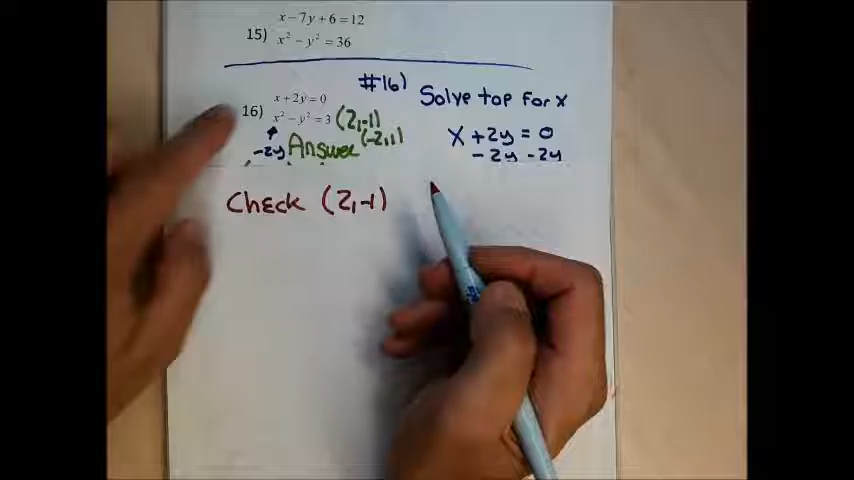 x − 7y + 6 = 12
15) x² − y² = 36
#16) Solve top for x
x + 2y = 0
16) x² − y² = 3 (2,-1)
-2y Answer (-2,1)
x + 2y = 0
-2y -2y
Check (2,-1)